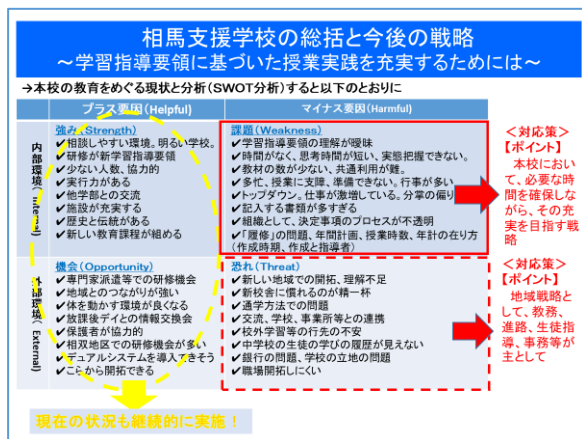 相馬支援学校の総括と今後の戦略
～学習指導要領に基づいた授業実践を充実するためには～
→本校の教育をめぐる現状と分析(SWOT分析)すると以下のとおりに
プラス要因(Helpful)
マイナス要因(Harmful)
内部環境(Internal)
強み(Strength)
✔相談しやすい環境。明るい学校。
✔研修が新学習指導要領
✔少ない人数、協力的
✔実行力がある
✔他学部との交流
✔施設が充実する
✔歴史と伝統がある
✔新しい教育課程が組める
課題(Weakness)
✔学習指導要領の理解が曖昧
✔時間がなく、思考時間が短い、実態把握できない。
✔教材の数が少ない、共通利用が難。
✔多忙、授業に支障、準備できない。行事が多い
✔トップダウン。仕事が激増している。分掌の偏り
✔記入する書類が多すぎる
✔組織として、決定事項のプロセスが不透明
✔「履修」の問題、年間計画、授業時数、年計の在り方
(作成時期、作成と指導者)
＜対応策＞
【ポイント】
本校におい
て、必要な時
間を確保しな
がら、その充
実を目指す戦
略
外部環境(External)
機会(Opportunity)
✔専門家派遣等での研修機会
✔地域とのつながりが強い
✔体を動かす環境が良くなる
✔放課後デイとの情報交換会
✔保護者が協力的
✔相双地区での研修機会が多い
✔デュアルシステムを導入できそう
✔こらから開拓できる
恐れ(Threat)
✔新しい地域での開拓、理解不足
✔新校舎に慣れるのが精一杯
✔通学方法での問題
✔交流、学校、事業所等との連携
✔校外学習等の行先の不安
✔中学校の生徒の学びの履歴が見えない
✔銀行の問題、学校の立地の問題
✔職場開拓しにくい
＜対応策＞
【ポイント】
地域戦略と
して、教務、
進路、生徒指
導、事務等が
主として
現在の状況も継続的に実施！